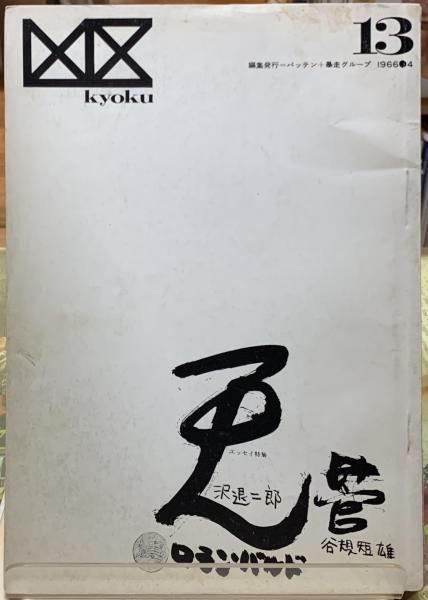 kyoku
13
編集発行=バッテン+暴走グループ 1966●4
エッセイ特集
沢退二郎
谷規短雄